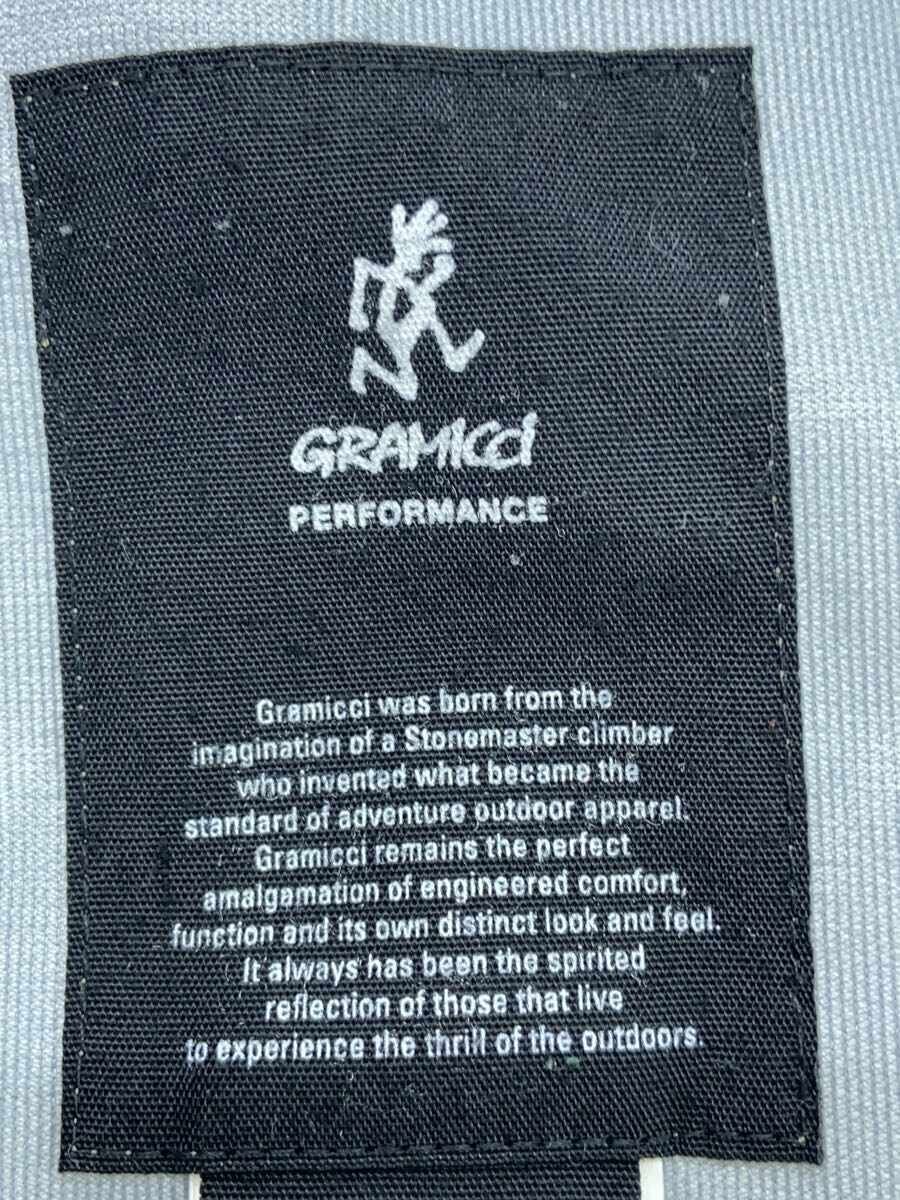 GRAMICCi
PERFORMANCE
Gramicci was born from the
imagination of a Stonemaster climber
who invented what became the
standard of adventure outdoor apparel.
Gramicci remains the perfect
amalgamation of engineered comfort,
function and its own distinct look and feel.
It always has been the spirited
reflection of those that live
to experience the thrill of the outdoors.